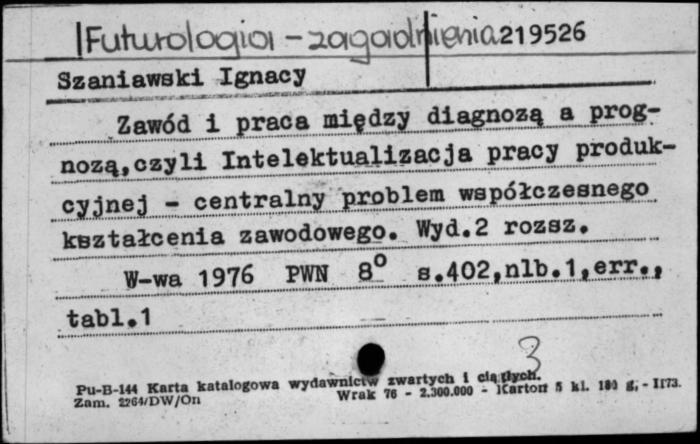 Futurologia - zagadnienia 219526
Szaniawski Ignacy
Zawód i praca między diagnozą a prog-
nozą, czyli Intelektualizacja pracy produk-
cyjnej - centralny problem współczesnego
kształcenia zawodowego. Wyd.2 rozsz.
W-wa 1976 PWN 8° s.402,nlb.1,err.,
tabl.1
3
Pu-B-144 Karta katalogowa wydawnictw zwartych i ciągłych.
Zam. 2264/DW/On Wrak 76 - 2.300.000 - Karton 5 kl. 180 g. - II73.